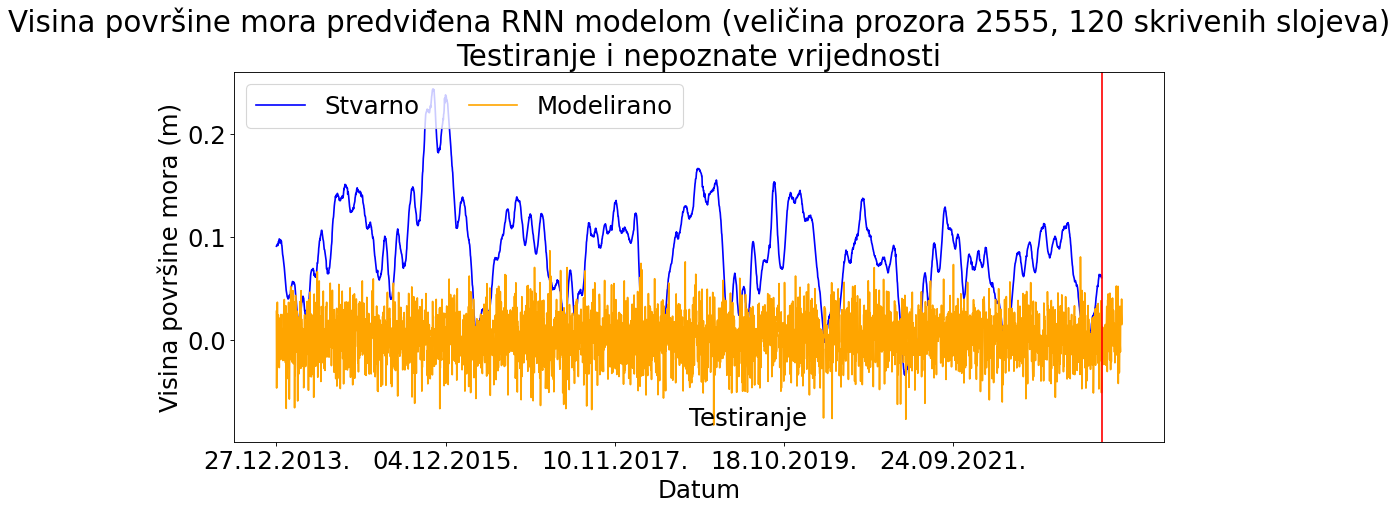 Visina površine mora predviđena RNN modelom (veličina prozora 2555, 120 skrivenih slojeva)
Testiranje i nepoznate vrijednosti
Stvarno
Modelirano
Visina površine mora (m)
0.2
0.1
0.0
Testiranje
27.12.2013.
04.12.2015.
10.11.2017.
18.10.2019.
24.09.2021.
Datum